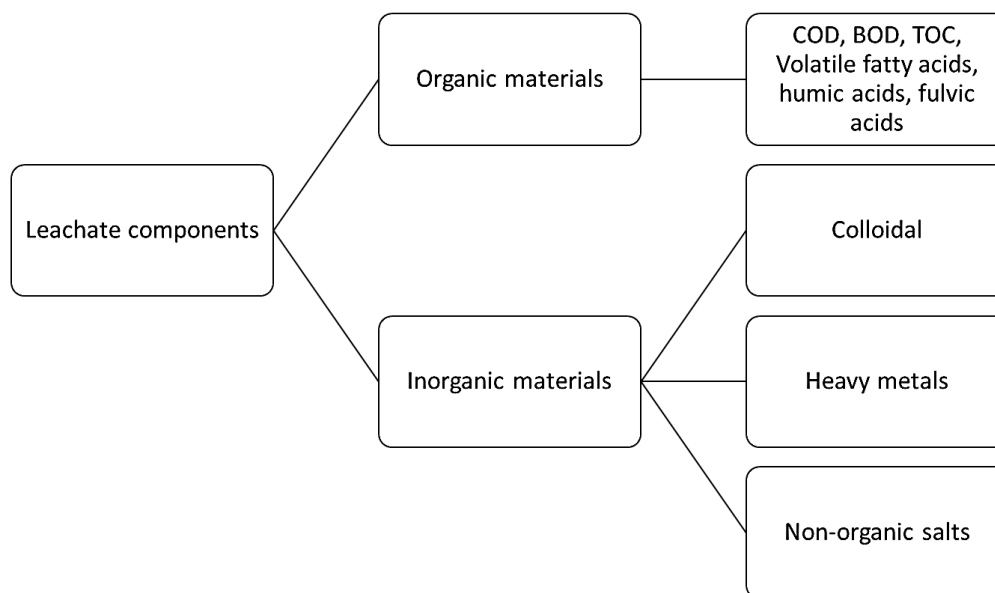 Leachate components
Organic materials
COD, BOD, TOC,
Volatile fatty acids,
humic acids, fulvic
acids
Inorganic materials
Colloidal
Heavy metals
Non-organic salts